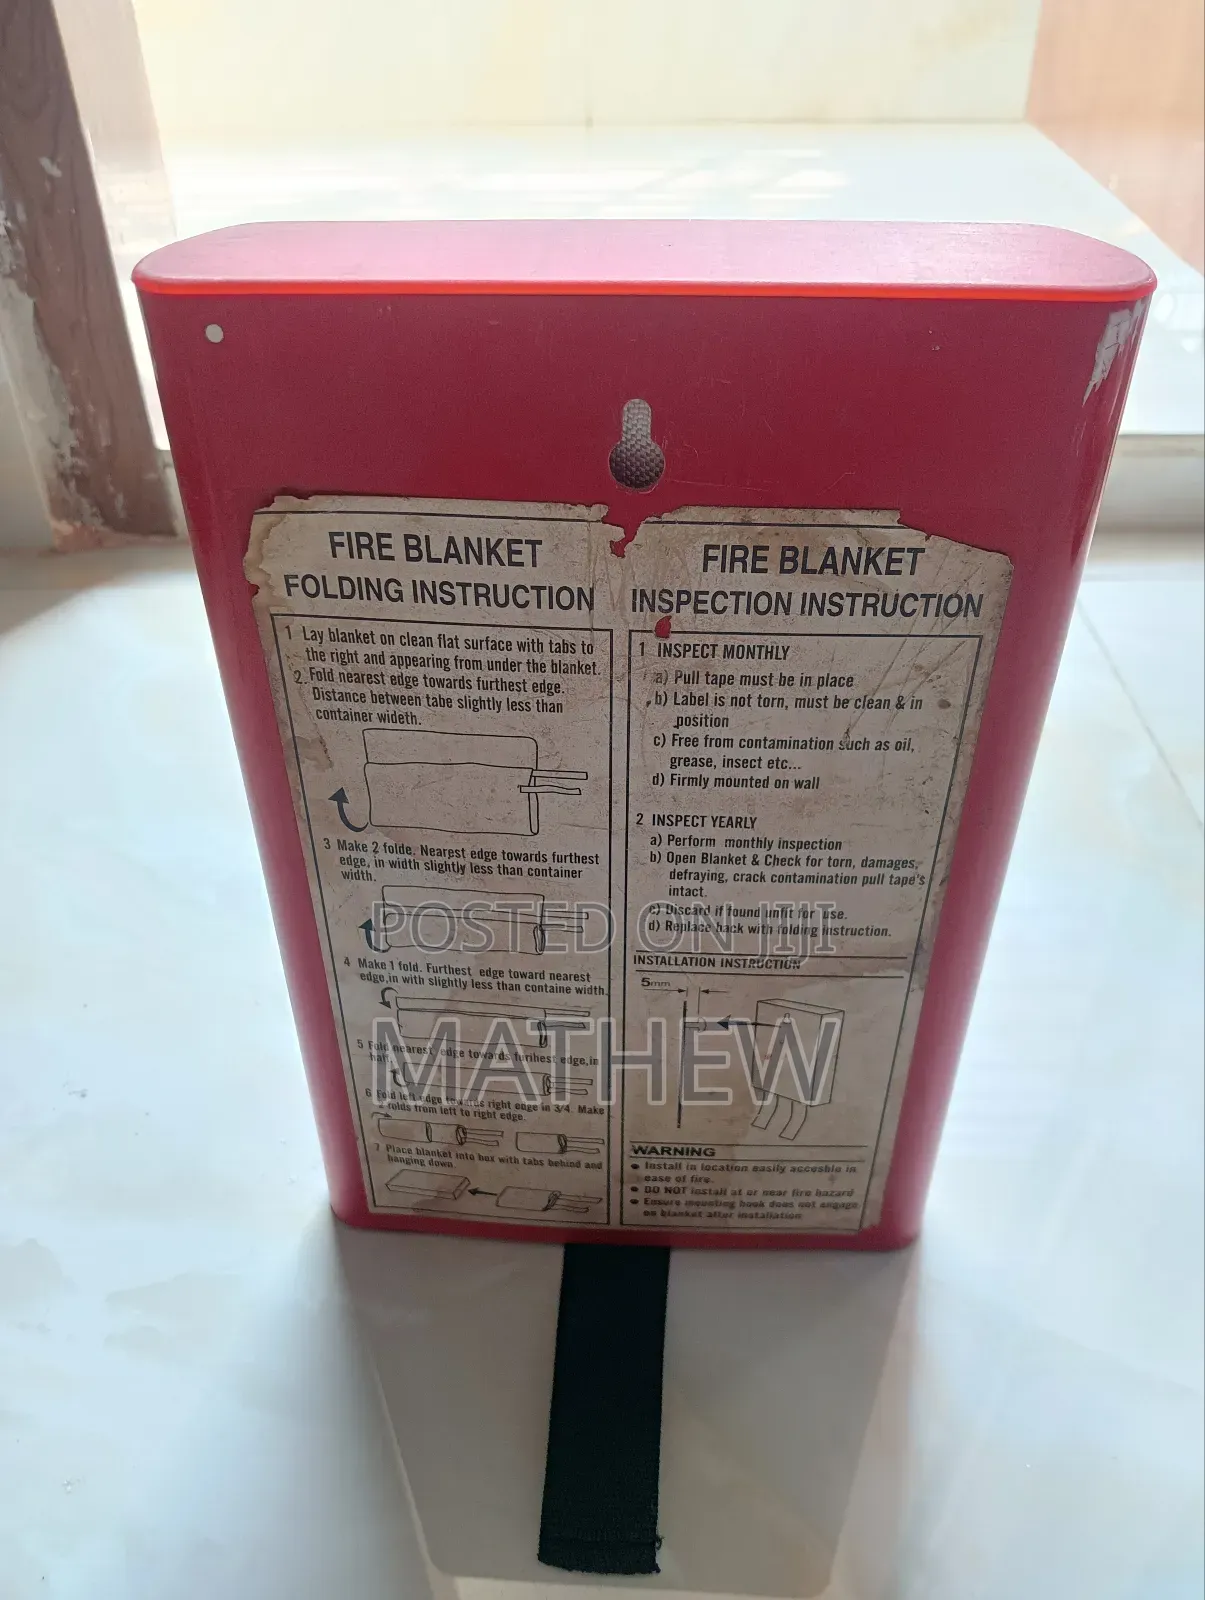 FIRE BLANKET
FOLDING INSTRUCTION
1 Lay blanket on clean flat surface with tabs to
the right and appearing from under the blanket.
2. Fold nearest edge towards furthest edge.
Distance between tabe slightly less than
container wideth.
3 Make 2 folde. Nearest edge towards furthest
edge, in width slightly less than container
width.
4 Make 1 fold. Furthest edge toward nearest
edge,in with slightly less than containe width.
5 Fold nearest edge towards furthest edge,in
half.
6 Fold left edge towards right edge in 3/4. Make
2 folds from left to right edge.
7 Place blanket into box with tabs behind and
hanging down.
FIRE BLANKET
INSPECTION INSTRUCTION
1 INSPECT MONTHLY
a) Pull tape must be in place
b) Label is not torn, must be clean & in
position
c) Free from contamination such as oil,
grease, insect etc...
d) Firmly mounted on wall
2 INSPECT YEARLY
a) Perform monthly inspection
b) Open Blanket & Check for torn, damages,
defraying, crack contamination pull tape's
intact.
c) Discard if found unfit for use.
d) Replace back with folding instruction.
INSTALLATION INSTRUCTION
5mm
WARNING
• Install in location easily accesble in
ease of fire.
• DO NOT install at or near fire hazard
• Ensure mounting hook does not engage
on blanket after installation
POSTED ON JIJI
MATHEW